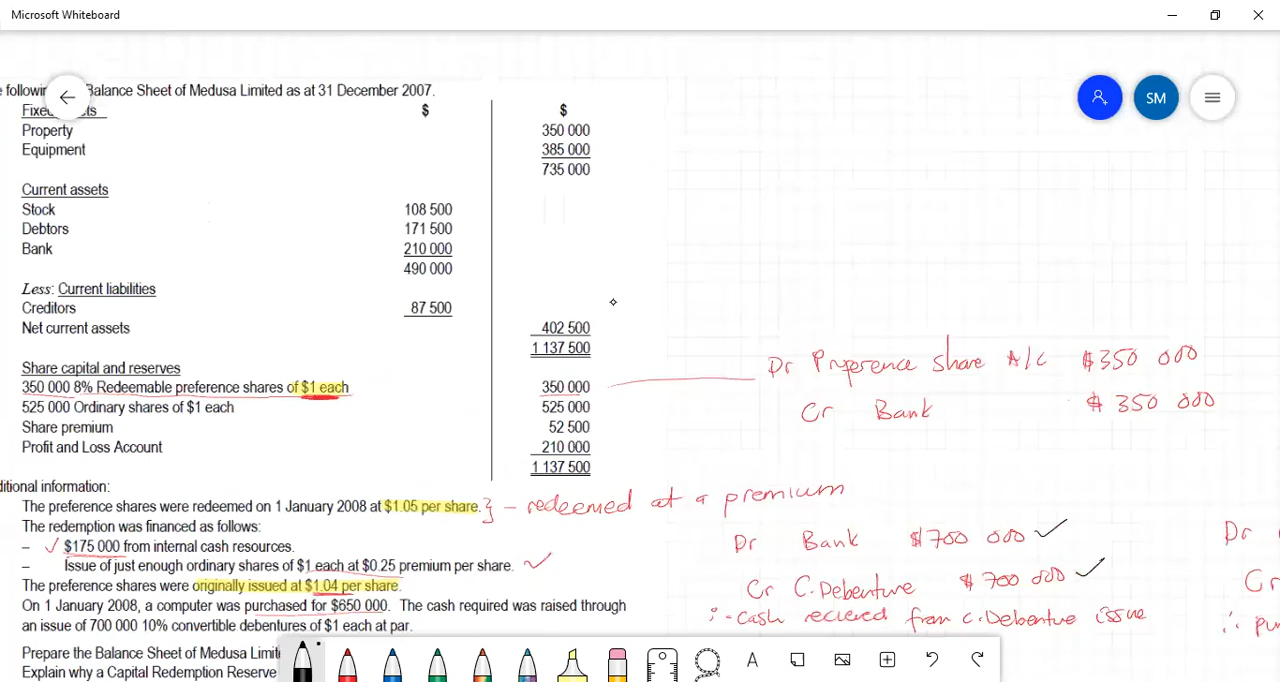 Microsoft Whiteboard
e followin Balance Sheet of Medusa Limited as at 31 December 2007.
$ $
Property 350 000
Equipment 385 000
735 000
Current assets
Stock 108 500
Debtors 171 500
Bank 210 000
490 000
Less: Current liabilities
Creditors 87 500
Net current assets 402 500
1 137 500
Share capital and reserves
350 000 8% Redeemable preference shares of $1 each 350 000
525 000 Ordinary shares of $1 each 525 000
Share premium 52 500
Profit and Loss Account 210 000
1 137 500
ditional information:
The preference shares were redeemed on 1 January 2008 at $1.05 per share.
The redemption was financed as follows:
– $175 000 from internal cash resources.
– Issue of just enough ordinary shares of $1 each at $0.25 premium per share.
The preference shares were originally issued at $1.04 per share.
On 1 January 2008, a computer was purchased for $650 000. The cash required was raised through
an issue of 700 000 10% convertible debentures of $1 each at par.
Prepare the Balance Sheet of Medusa Limit
Explain why a Capital Redemption Reserve
SM
Dr Preference share A/C $350 000
Cr Bank $350 000
} - redeemed at a premium
Dr Bank $700 000
Cr C.Debenture $700 000
∴ cash received from C.Debentue issue
Dr
Cr
∴ pu
A